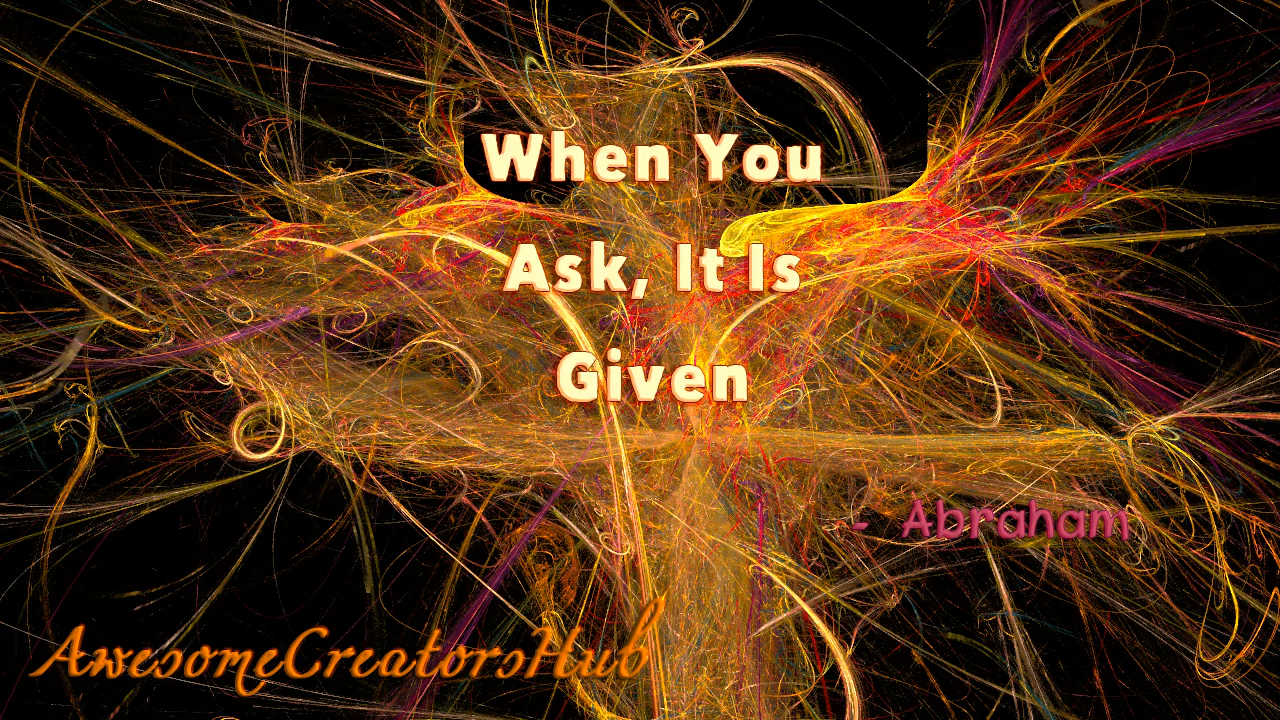 When You
Ask, It Is
Given
- Abraham
AwesomeCreatorsHub